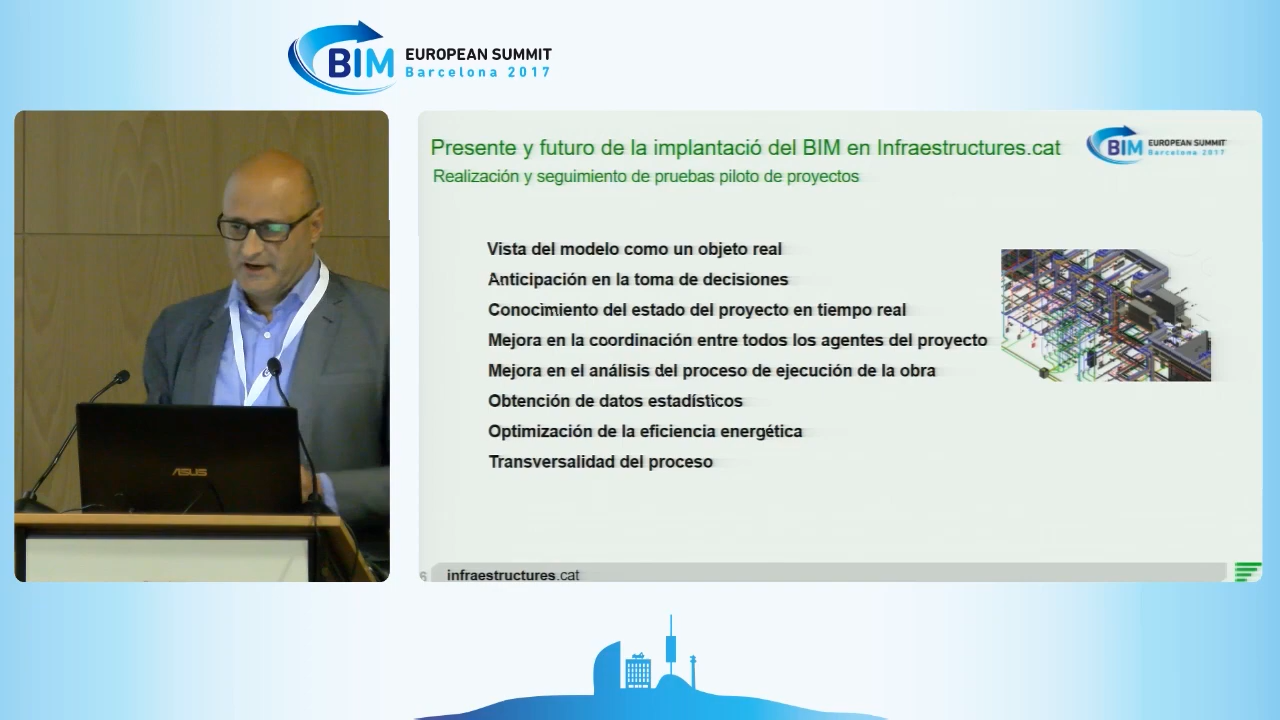 BIM EUROPEAN SUMMIT
Barcelona 2017
Presente y futuro de la implantació del BIM en Infraestructures.cat
BIM EUROPEAN SUMMIT
Barcelona 2017
Realización y seguimiento de pruebas piloto de proyectos
Vista del modelo como un objeto real
Anticipación en la toma de decisiones
Conocimiento del estado del proyecto en tiempo real
Mejora en la coordinación entre todos los agentes del proyecto
Mejora en el análisis del proceso de ejecución de la obra
Obtención de datos estadísticos
Optimización de la eficiencia energética
Transversalidad del proceso
ASUS
6 infraestructures.cat